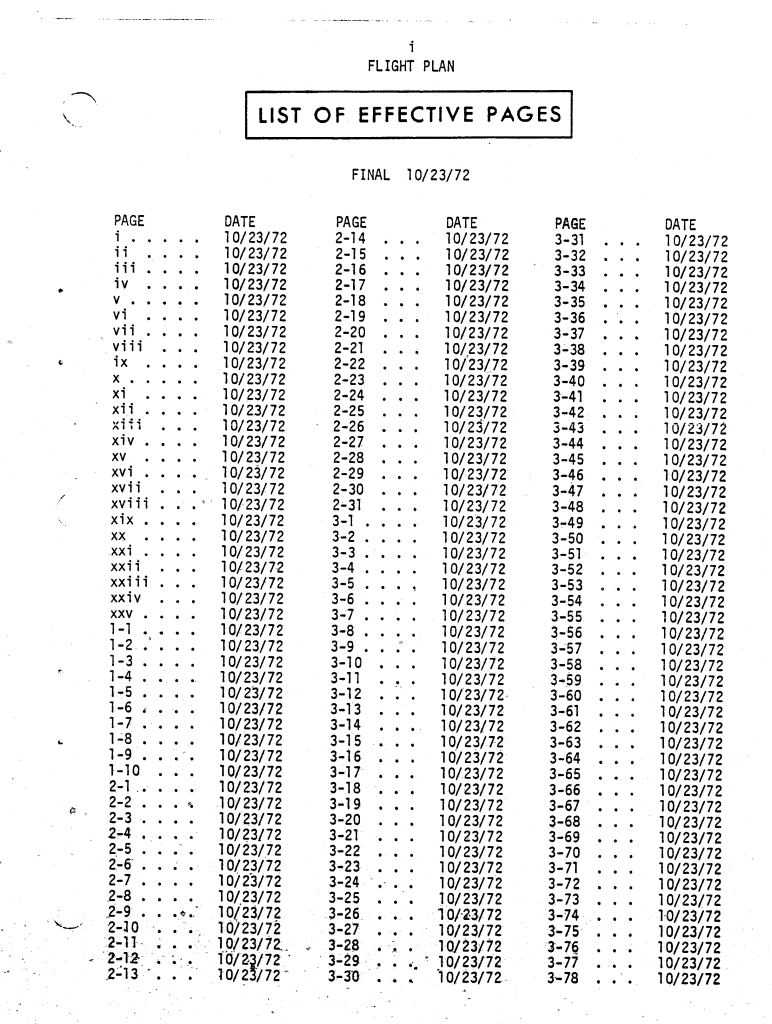 i
FLIGHT PLAN
LIST OF EFFECTIVE PAGES
FINAL 10/23/72
PAGE DATE PAGE DATE PAGE DATE
i . . . . . 10/23/72 2-14 . . . 10/23/72 3-31 . . . 10/23/72
ii . . . . 10/23/72 2-15 . . . 10/23/72 3-32 . . . 10/23/72
iii . . . . 10/23/72 2-16 . . . 10/23/72 3-33 . . . 10/23/72
iv . . . . 10/23/72 2-17 . . . 10/23/72 3-34 . . . 10/23/72
v . . . . . 10/23/72 2-18 . . . 10/23/72 3-35 . . . 10/23/72
vi . . . . 10/23/72 2-19 . . . 10/23/72 3-36 . . . 10/23/72
vii . . . . 10/23/72 2-20 . . . 10/23/72 3-37 . . . 10/23/72
viii . . . 10/23/72 2-21 . . . 10/23/72 3-38 . . . 10/23/72
ix . . . . 10/23/72 2-22 . . . 10/23/72 3-39 . . . 10/23/72
x . . . . . 10/23/72 2-23 . . . 10/23/72 3-40 . . . 10/23/72
xi . . . . 10/23/72 2-24 . . . 10/23/72 3-41 . . . 10/23/72
xii . . . . 10/23/72 2-25 . . . 10/23/72 3-42 . . . 10/23/72
xiii . . . 10/23/72 2-26 . . . 10/23/72 3-43 . . . 10/23/72
xiv . . . . 10/23/72 2-27 . . . 10/23/72 3-44 . . . 10/23/72
xv . . . . 10/23/72 2-28 . . . 10/23/72 3-45 . . . 10/23/72
xvi . . . . 10/23/72 2-29 . . . 10/23/72 3-46 . . . 10/23/72
xvii . . . 10/23/72 2-30 . . . 10/23/72 3-47 . . . 10/23/72
xviii . . . 10/23/72 2-31 . . . 10/23/72 3-48 . . . 10/23/72
xix . . . . 10/23/72 3-1 . . . . 10/23/72 3-49 . . . 10/23/72
xx . . . . 10/23/72 3-2 . . . . 10/23/72 3-50 . . . 10/23/72
xxi . . . . 10/23/72 3-3 . . . . 10/23/72 3-51 . . . 10/23/72
xxii . . . 10/23/72 3-4 . . . . 10/23/72 3-52 . . . 10/23/72
xxiii . . . 10/23/72 3-5 . . . . 10/23/72 3-53 . . . 10/23/72
xxiv . . . 10/23/72 3-6 . . . . 10/23/72 3-54 . . . 10/23/72
xxv . . . . 10/23/72 3-7 . . . . 10/23/72 3-55 . . . 10/23/72
1-1 . . . . 10/23/72 3-8 . . . . 10/23/72 3-56 . . . 10/23/72
1-2 . . . . 10/23/72 3-9 . . . . 10/23/72 3-57 . . . 10/23/72
1-3 . . . . 10/23/72 3-10 . . . 10/23/72 3-58 . . . 10/23/72
1-4 . . . . 10/23/72 3-11 . . . 10/23/72 3-59 . . . 10/23/72
1-5 . . . . 10/23/72 3-12 . . . 10/23/72 3-60 . . . 10/23/72
1-6 . . . . 10/23/72 3-13 . . . 10/23/72 3-61 . . . 10/23/72
1-7 . . . . 10/23/72 3-14 . . . 10/23/72 3-62 . . . 10/23/72
1-8 . . . . 10/23/72 3-15 . . . 10/23/72 3-63 . . . 10/23/72
1-9 . . . . 10/23/72 3-16 . . . 10/23/72 3-64 . . . 10/23/72
1-10 . . . 10/23/72 3-17 . . . 10/23/72 3-65 . . . 10/23/72
2-1 . . . . 10/23/72 3-18 . . . 10/23/72 3-66 . . . 10/23/72
2-2 . . . . 10/23/72 3-19 . . . 10/23/72 3-67 . . . 10/23/72
2-3 . . . . 10/23/72 3-20 . . . 10/23/72 3-68 . . . 10/23/72
2-4 . . . . 10/23/72 3-21 . . . 10/23/72 3-69 . . . 10/23/72
2-5 . . . . 10/23/72 3-22 . . . 10/23/72 3-70 . . . 10/23/72
2-6 . . . . 10/23/72 3-23 . . . 10/23/72 3-71 . . . 10/23/72
2-7 . . . . 10/23/72 3-24 . . . 10/23/72 3-72 . . . 10/23/72
2-8 . . . . 10/23/72 3-25 . . . 10/23/72 3-73 . . . 10/23/72
2-9 . . . . 10/23/72 3-26 . . . 10/23/72 3-74 . . . 10/23/72
2-10 . . . 10/23/72 3-27 . . . 10/23/72 3-75 . . . 10/23/72
2-11 . . . 10/23/72 3-28 . . . 10/23/72 3-76 . . . 10/23/72
2-12 . . . 10/23/72 3-29 . . . 10/23/72 3-77 . . . 10/23/72
2-13 . . . 10/23/72 3-30 . . . 10/23/72 3-78 . . . 10/23/72